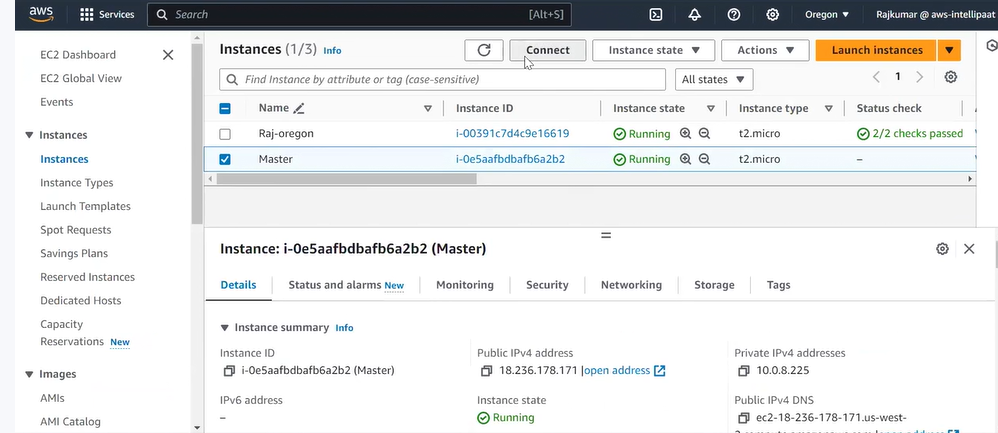 aws
Services
Search
[Alt+S]
Oregon
Rajkumar @ aws-intellipaat
EC2 Dashboard
EC2 Global View
Events
Instances
Instances
Instance Types
Launch Templates
Spot Requests
Savings Plans
Reserved Instances
Dedicated Hosts
Capacity
Reservations New
Images
AMIs
AMI Catalog
Instances (1/3) Info
Connect
Instance state
Actions
Launch instances
Find Instance by attribute or tag (case-sensitive)
All states
1
Name
Instance ID
Instance state
Instance type
Status check
Raj-oregon
i-00391c7d4c9e16619
Running
t2.micro
2/2 checks passed
Master
i-0e5aafbdbafb6a2b2
Running
t2.micro
–
Instance: i-0e5aafbdbafb6a2b2 (Master)
Details
Status and alarms New
Monitoring
Security
Networking
Storage
Tags
Instance summary Info
Instance ID
i-0e5aafbdbafb6a2b2 (Master)
Public IPv4 address
18.236.178.171 |open address
Private IPv4 addresses
10.0.8.225
IPv6 address
–
Instance state
Running
Public IPv4 DNS
ec2-18-236-178-171.us-west-